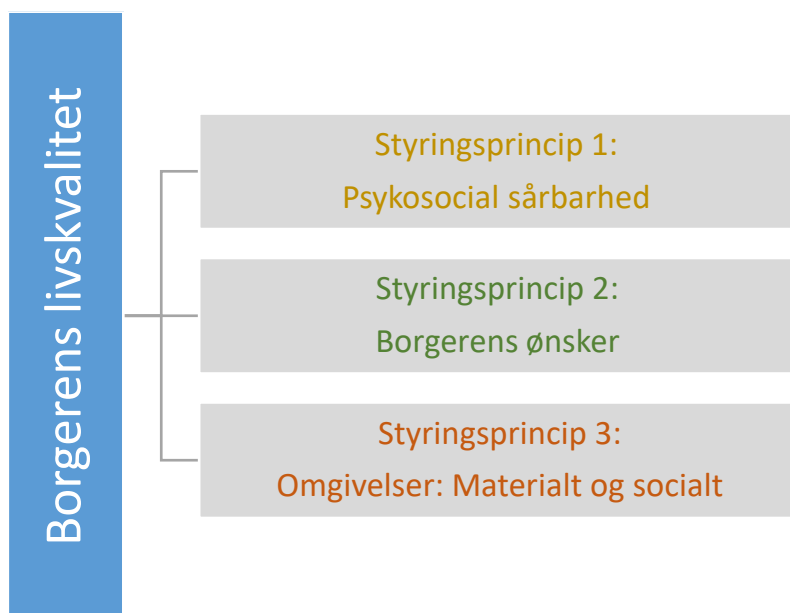 Borgerens livskvalitet
Styringsprincip 1:
Psykosocial sårbarhed
Styringsprincip 2:
Borgerens ønsker
Styringsprincip 3:
Omgivelser: Materialt og socialt